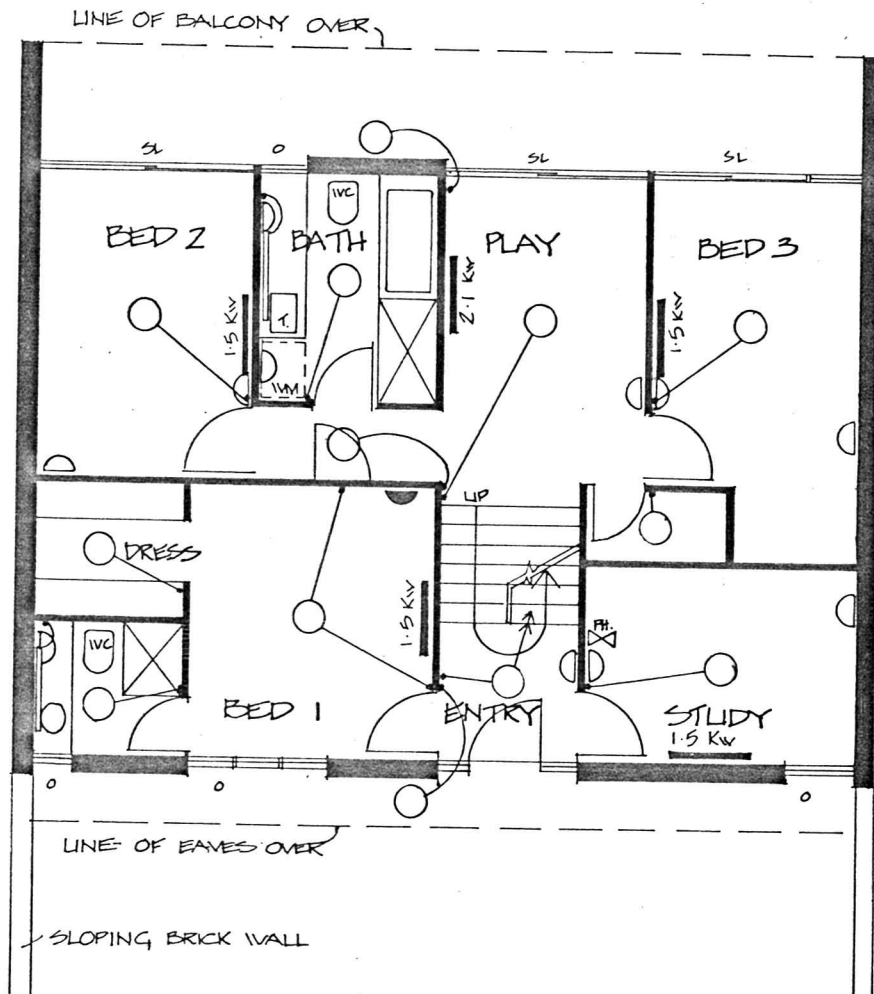 LINE OF BALCONY OVER
SL
O
SL
SL
WC
BED 2
BATH
PLAY
BED 3
1.5 KW
2.1 KW
1.5 KW
T.
WM
UP
DRESS
1.5 KW
PH.
WC
BED 1
ENTRY
STUDY
1.5 KW
O
O
O
LINE OF EAVES OVER
SLOPING BRICK WALL